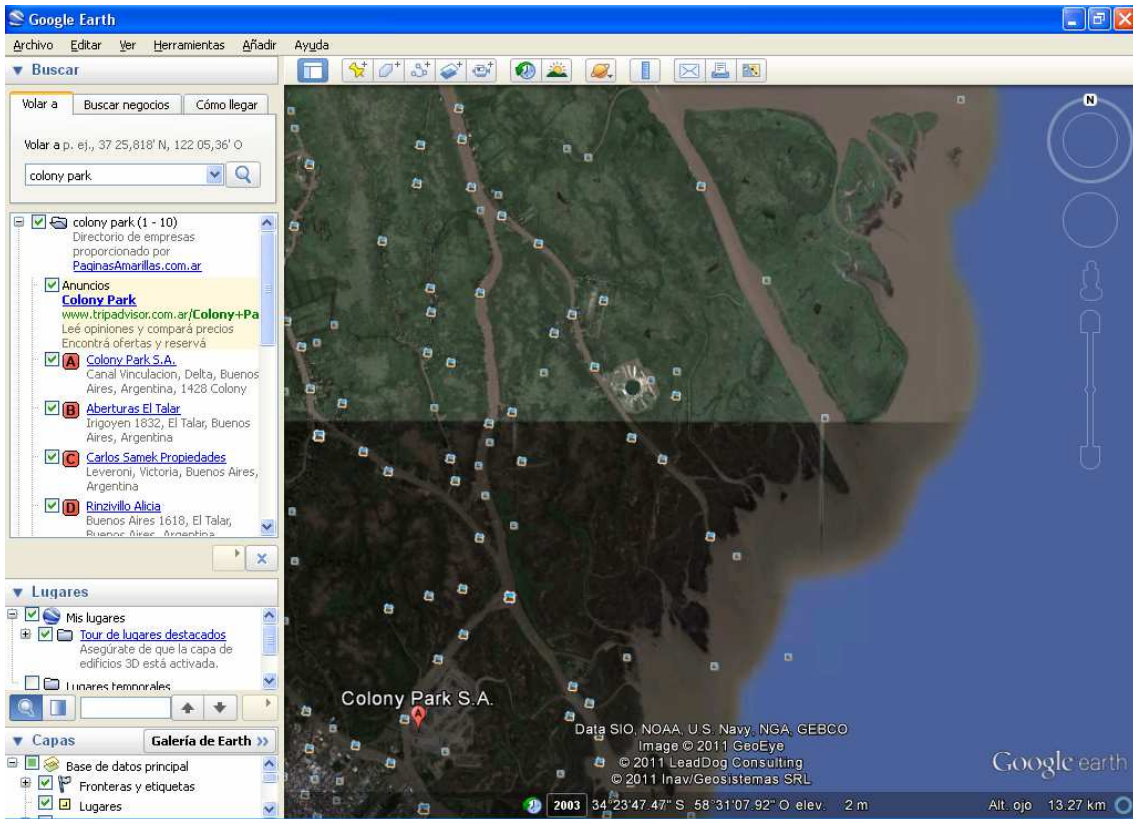 Google Earth
Archivo Editar Ver Herramientas Añadir Ayuda
Buscar
Volar a Buscar negocios Cómo llegar
Volar a p. ej., 37 25,818' N, 122 05,36' O
colony park
colony park (1 - 10)
Directorio de empresas
proporcionado por
PaginasAmarillas.com.ar
Anuncios
Colony Park
www.tripadvisor.com.ar/Colony+Pa
Leé opiniones y compará precios
Encontrá ofertas y reservá
A Colony Park S.A.
Canal Vinculacion, Delta, Buenos
Aires, Argentina, 1428 Colony
B Aberturas El Talar
Irigoyen 1832, El Talar, Buenos
Aires, Argentina
C Carlos Samek Propiedades
Leveroni, Victoria, Buenos Aires,
Argentina
D Rinzivillo Alicia
Buenos Aires 1618, El Talar,
Buenos Aires, Argentina
Lugares
Mis lugares
Tour de lugares destacados
Asegúrate de que la capa de
edificios 3D está activada.
Lugares temporales
Capas Galería de Earth »
Base de datos principal
Fronteras y etiquetas
Lugares
N
Colony Park S.A.
A
Data SIO, NOAA, U.S. Navy, NGA, GEBCO
Image © 2011 GeoEye
© 2011 LeadDog Consulting
© 2011 Inav/Geosistemas SRL
Google earth
2003 34°23'47.47" S 58°31'07.92" O elev. 2 m Alt. ojo 13.27 km